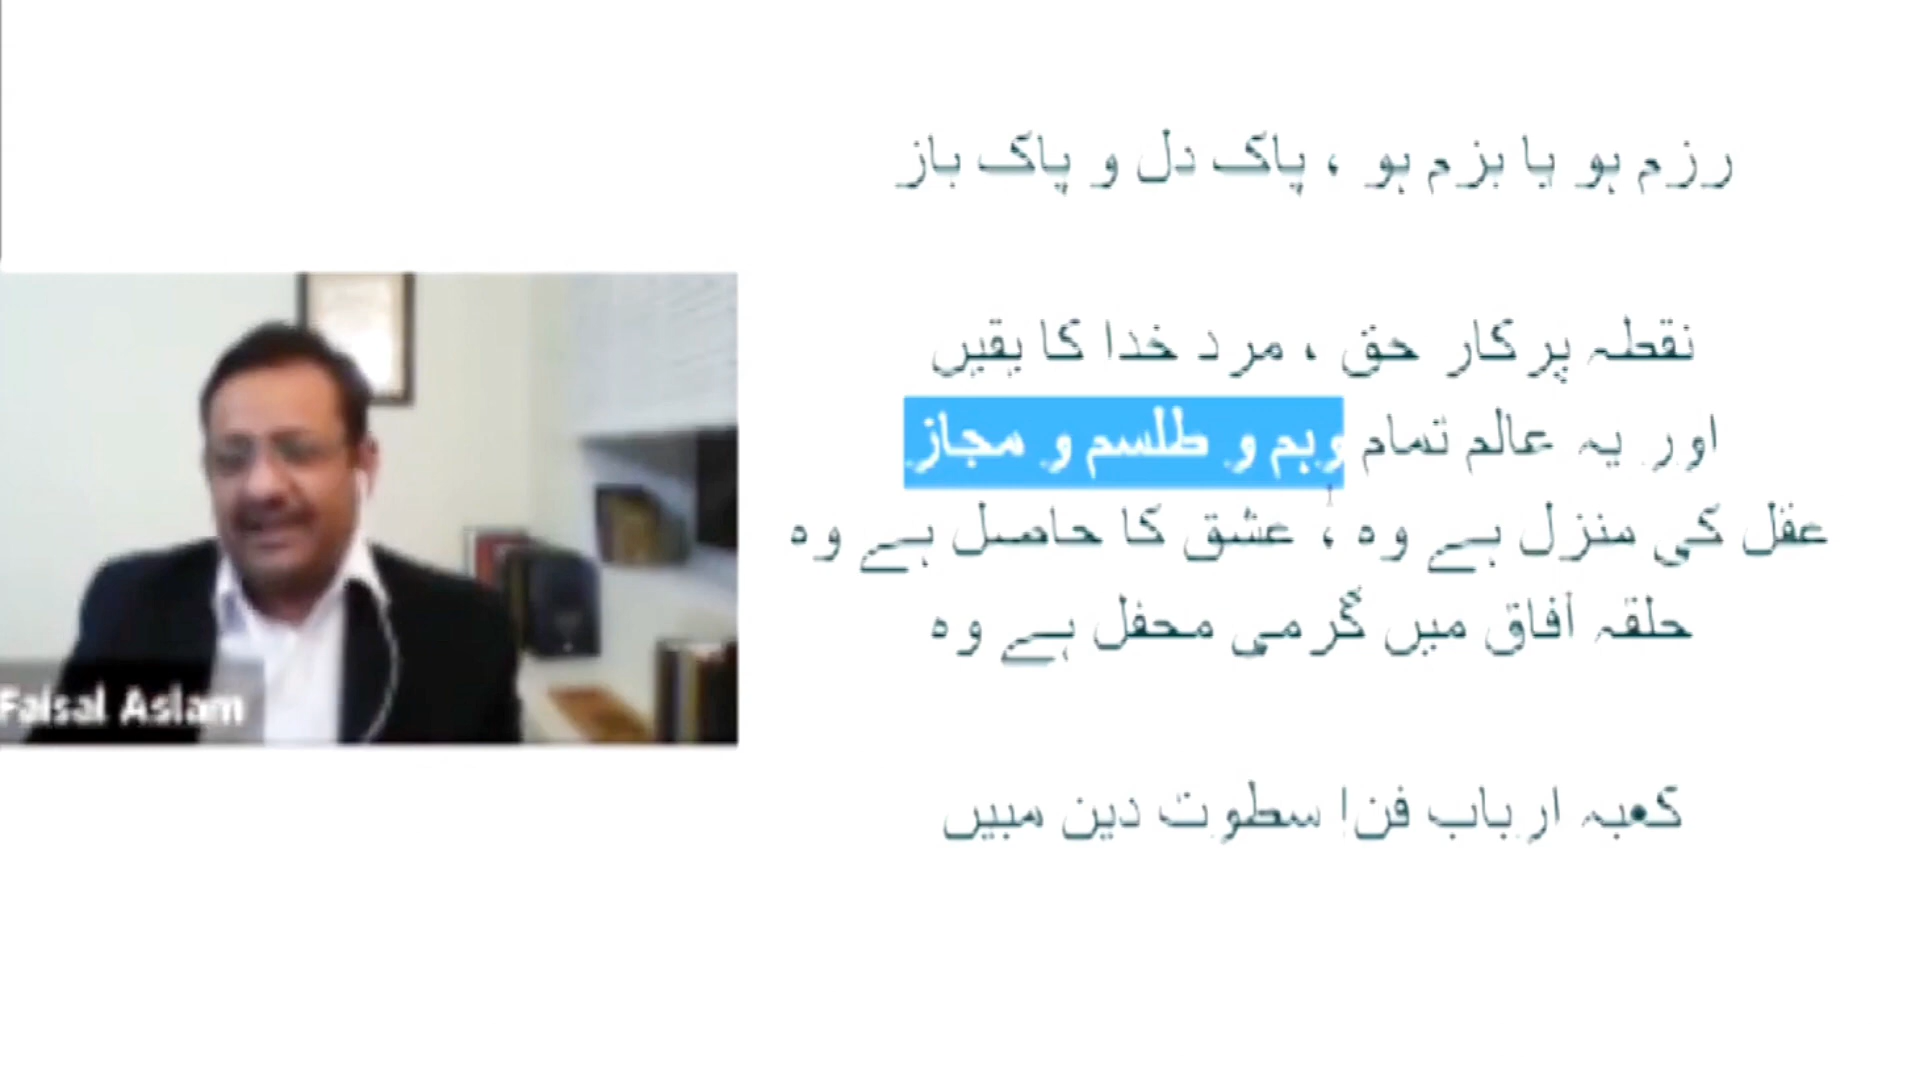 رزم ہو یا بزم ہو ، پاک دل و پاک باز
نقطہ پرکار حق ، مرد خدا کا یقیں
اور یہ عالم تمام وہم و طلسم و مجاز
عقل کی منزل ہے وہ ، عشق کا حاصل ہے وہ
حلقہ آفاق میں گرمی محفل ہے وہ
کعبہ ارباب فن! سطوت دین مبیں
Faisal Aslam